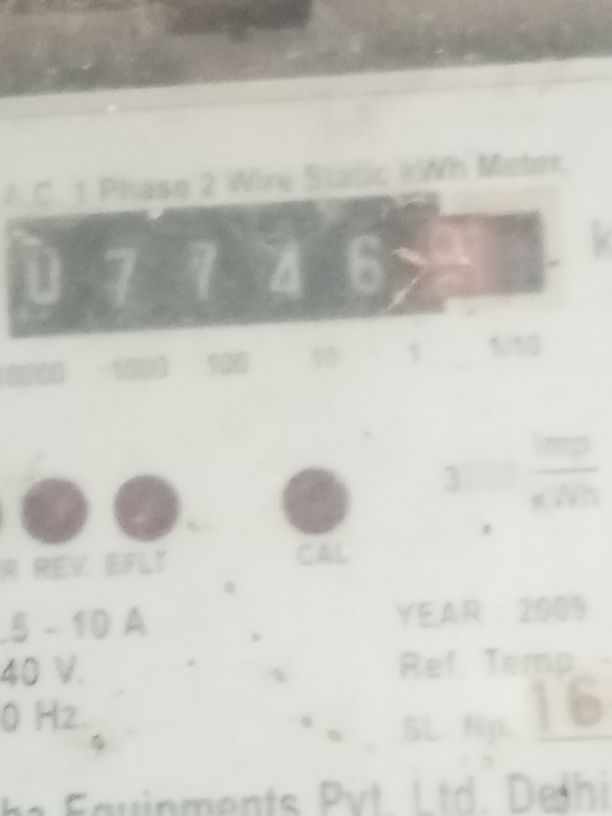 A.C. 1 Phase 2 Wire Static kWh Meter.
0 7 7 4 6 9
k
10000 1000 100 10 1 1/10
Imp
3
kWh
R REV. EFLT CAL
.5 - 10 A
YEAR 2009
40 V.
Ref. Temp
0 Hz.
SL. No. 16
Equipments Pvt. Ltd. Delhi